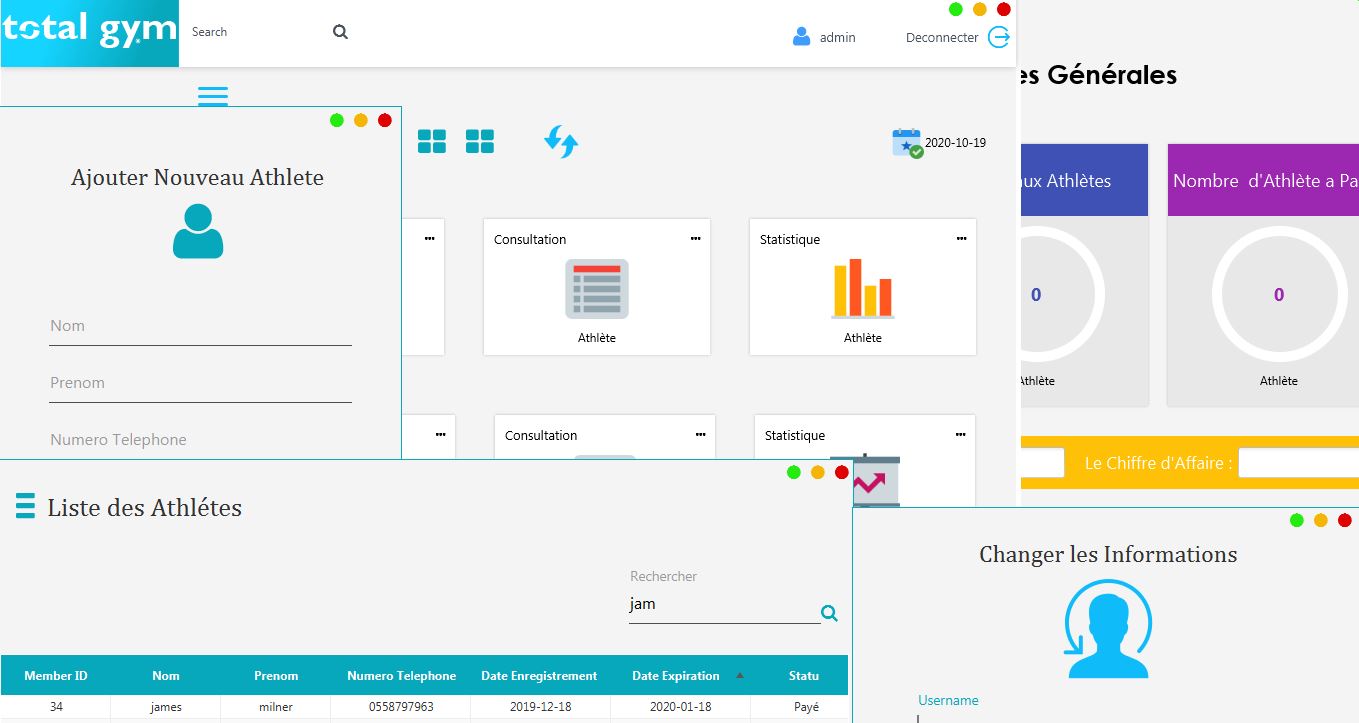 total gym
Search
admin
Deconnecter
es Générales
2020-10-19
Ajouter Nouveau Athlete
Nom
Prenom
Numero Telephone
Consultation
Athlète
Statistique
Athlète
Consultation
Statistique
ux Athlètes
0
Athlète
Nombre d'Athlète a Pa
0
Athlète
Le Chiffre d'Affaire :
Liste des Athlétes
Rechercher
jam
Member ID Nom Prenom Numero Telephone Date Enregistrement Date Expiration Statu
34 james milner 0558797963 2019-12-18 2020-01-18 Payé
Changer les Informations
Username